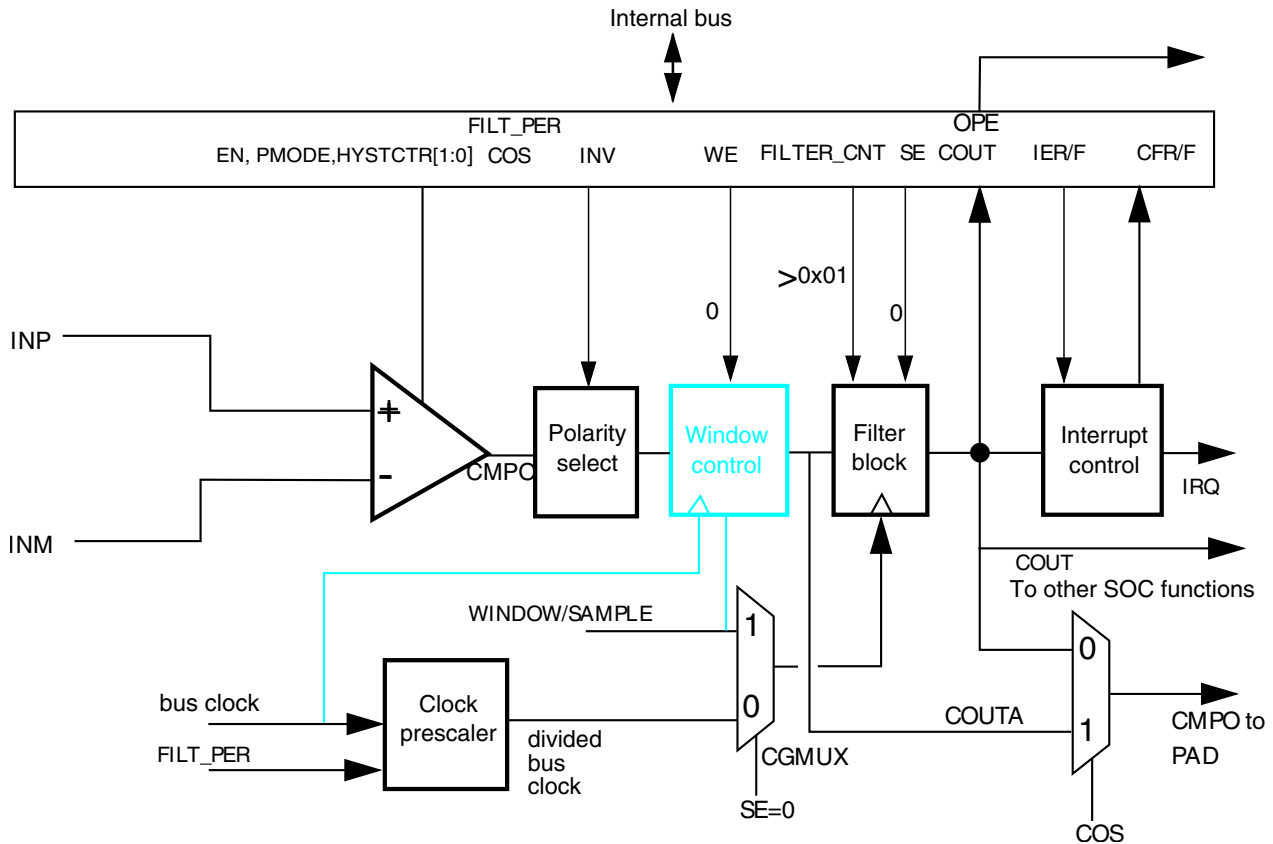 Internal bus
FILT_PER
OPE
EN, PMODE,HYSTCTR[1:0] COS INV WE FILTER_CNT SE COUT IER/F CFR/F
>0x01
0
0
INP
+
-
INM
CMPO
Polarity
select
Window
control
Filter
block
Interrupt
control
IRQ
COUT
To other SOC functions
WINDOW/SAMPLE
1
0
CGMUX
SE=0
bus clock
FILT_PER
Clock
prescaler
divided
bus
clock
COUTA
0
1
CMPO to
PAD
COS